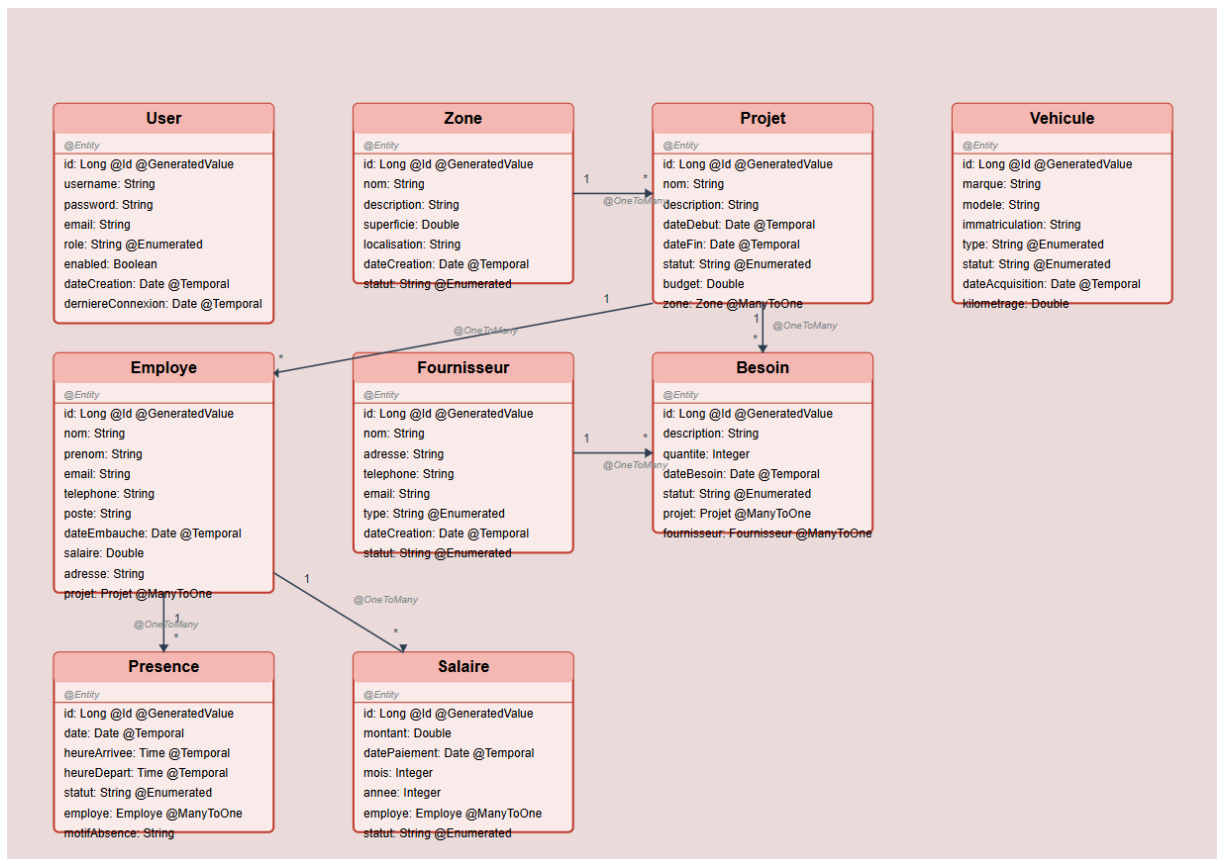 User
@Entity
id: Long @Id @GeneratedValue
username: String
password: String
email: String
role: String @Enumerated
enabled: Boolean
dateCreation: Date @Temporal
derniereConnexion: Date @Temporal
Zone
@Entity
id: Long @Id @GeneratedValue
nom: String
description: String
superficie: Double
localisation: String
dateCreation: Date @Temporal
statut: String @Enumerated
1
*
@OneToMany
Projet
@Entity
id: Long @Id @GeneratedValue
nom: String
description: String
dateDebut: Date @Temporal
dateFin: Date @Temporal
statut: String @Enumerated
budget: Double
zone: Zone @ManyToOne
Vehicule
@Entity
id: Long @Id @GeneratedValue
marque: String
modele: String
immatriculation: String
type: String @Enumerated
statut: String @Enumerated
dateAcquisition: Date @Temporal
kilometrage: Double
1
@OneToMany
*
1
@OneToMany
*
Employe
@Entity
id: Long @Id @GeneratedValue
nom: String
prenom: String
email: String
telephone: String
poste: String
dateEmbauche: Date @Temporal
salaire: Double
adresse: String
projet: Projet @ManyToOne
Fournisseur
@Entity
id: Long @Id @GeneratedValue
nom: String
adresse: String
telephone: String
email: String
type: String @Enumerated
dateCreation: Date @Temporal
statut: String @Enumerated
1
*
@OneToMany
Besoin
@Entity
id: Long @Id @GeneratedValue
description: String
quantite: Integer
dateBesoin: Date @Temporal
statut: String @Enumerated
projet: Projet @ManyToOne
fournisseur: Fournisseur @ManyToOne
1
@OneToMany
*
1
@OneToMany
*
Presence
@Entity
id: Long @Id @GeneratedValue
date: Date @Temporal
heureArrivee: Time @Temporal
heureDepart: Time @Temporal
statut: String @Enumerated
employe: Employe @ManyToOne
motifAbsence: String
Salaire
@Entity
id: Long @Id @GeneratedValue
montant: Double
datePaiement: Date @Temporal
mois: Integer
annee: Integer
employe: Employe @ManyToOne
statut: String @Enumerated